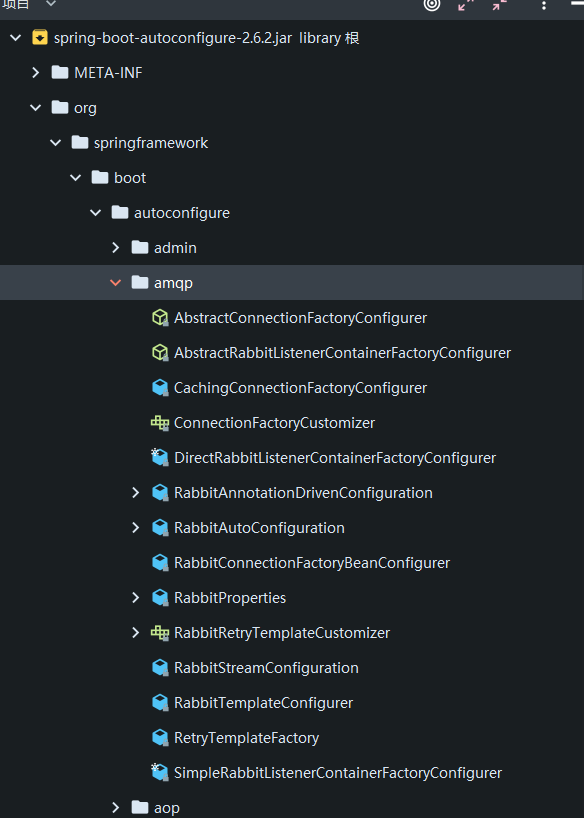 项目
spring-boot-autoconfigure-2.6.2.jar library 根
META-INF
org
springframework
boot
autoconfigure
admin
amqp
AbstractConnectionFactoryConfigurer
AbstractRabbitListenerContainerFactoryConfigurer
CachingConnectionFactoryConfigurer
ConnectionFactoryCustomizer
DirectRabbitListenerContainerFactoryConfigurer
RabbitAnnotationDrivenConfiguration
RabbitAutoConfiguration
RabbitConnectionFactoryBeanConfigurer
RabbitProperties
RabbitRetryTemplateCustomizer
RabbitStreamConfiguration
RabbitTemplateConfigurer
RetryTemplateFactory
SimpleRabbitListenerContainerFactoryConfigurer
aop